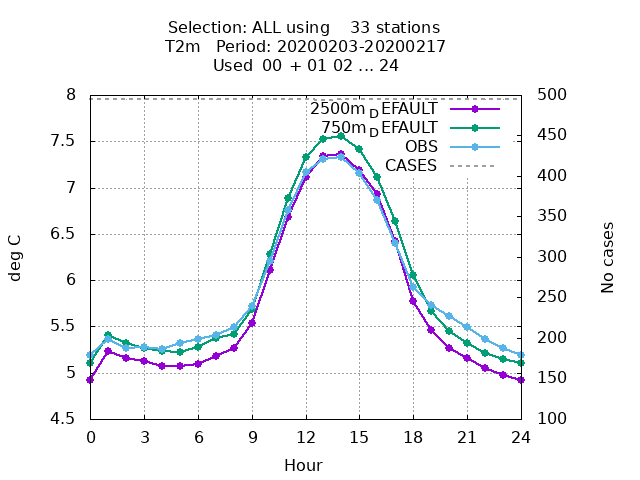 Selection: ALL using 33 stations
T2m Period: 20200203-20200217
Used 00 + 01 02 ... 24
8 500
2500m_DEFAULT
7.5 750m_DEFAULT 450
OBS
7 CASES 400
350
6.5
6 300
250
5.5 200
5 150
4.5 100
0 3 6 9 12 15 18 21 24
deg C
No cases
Hour